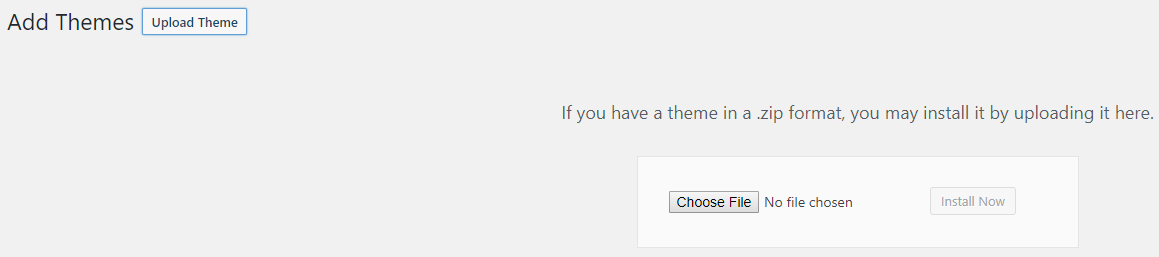 Add Themes Upload Theme
If you have a theme in a .zip format, you may install it by uploading it here.
Choose File No file chosen Install Now